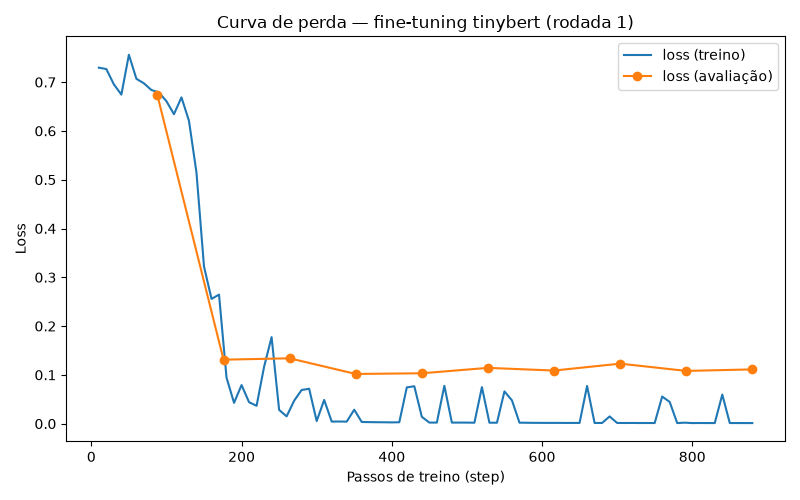 Curva de perda — fine-tuning tinybert (rodada 1)
loss (treino)
loss (avaliação)
Loss
0.7
0.6
0.5
0.4
0.3
0.2
0.1
0.0
0
200
400
600
800
Passos de treino (step)